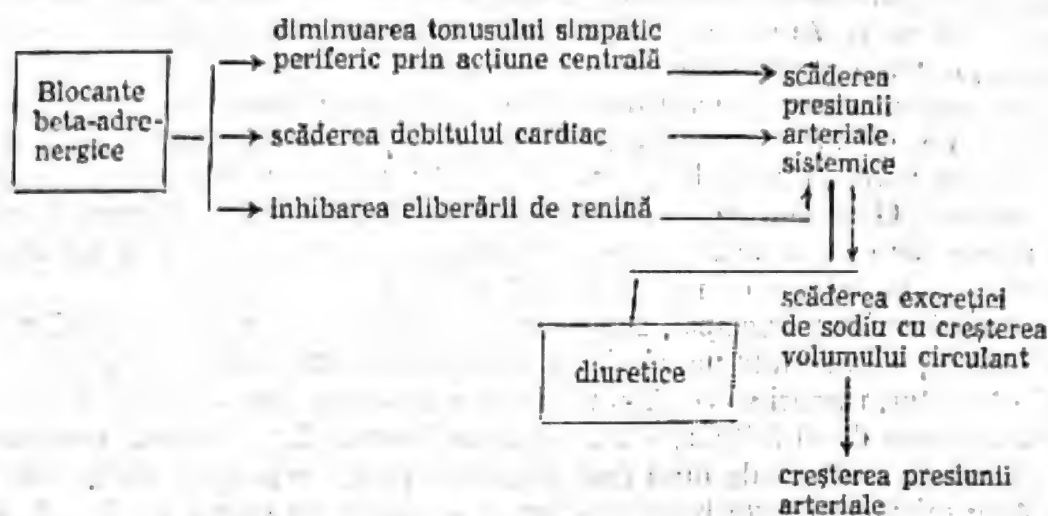 Blocante
beta-adre-
nergice
diminuarea tonusului simpatic
periferic prin acțiune centrală
scăderea debitului cardiac
inhibarea eliberării de renină
scăderea
presiunii
arteriale
sistemice
diuretice
scăderea excreției
de sodiu cu creșterea
volumului circulant
creșterea presiunii
arteriale